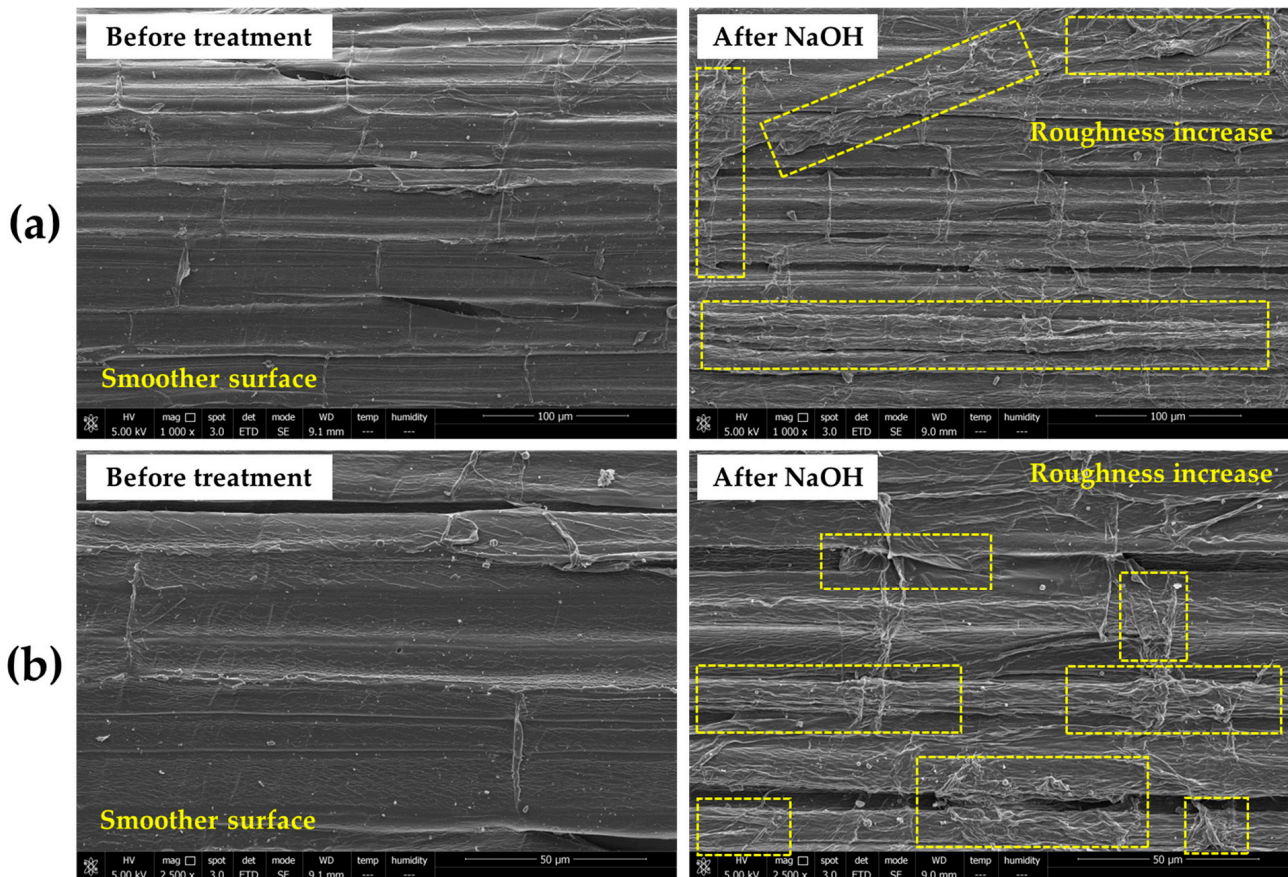 Before treatment
After NaOH
Roughness increase
(a)
Smoother surface
HV mag spot det mode WD temp humidity 100 µm
5.00 kV 1 000 x 3.0 ETD SE 9.1 mm --- ---
HV mag spot det mode WD temp humidity 100 µm
5.00 kV 1 000 x 3.0 ETD SE 9.0 mm --- ---
Before treatment
After NaOH
Roughness increase
(b)
Smoother surface
HV mag spot det mode WD temp humidity 50 µm
5.00 kV 2 500 x 3.0 ETD SE 9.1 mm --- ---
HV mag spot det mode WD temp humidity 50 µm
5.00 kV 2 500 x 3.0 ETD SE 9.0 mm --- ---